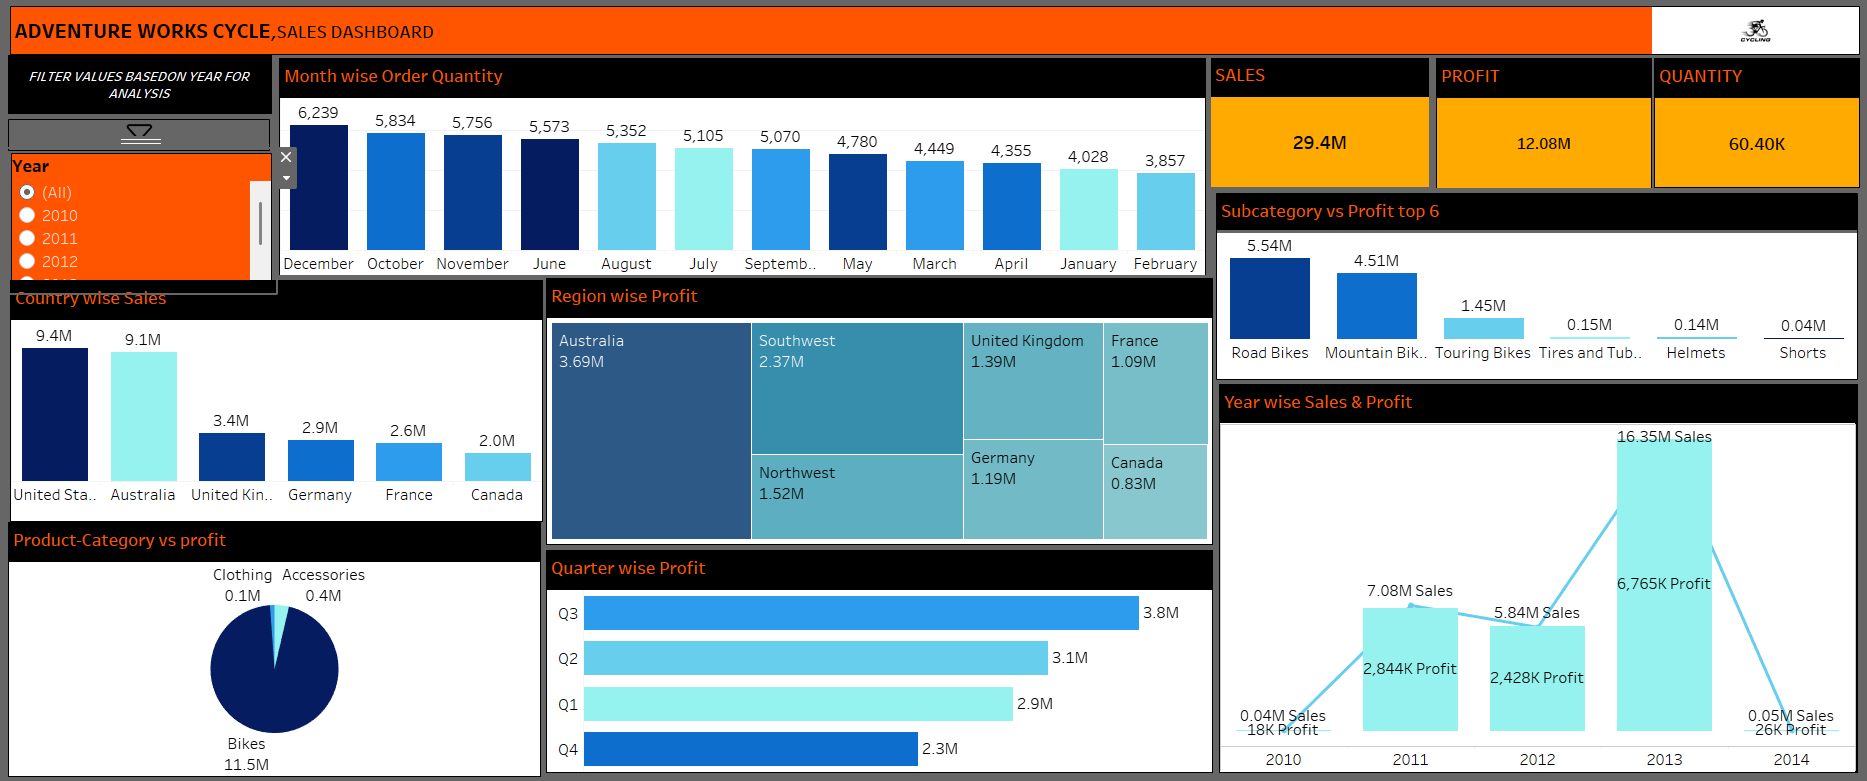 ADVENTURE WORKS CYCLE,SALES DASHBOARD
CYCLING
FILTER VALUES BASEDON YEAR FOR
ANALYSIS
Year
(All)
2010
2011
2012
Month wise Order Quantity
6,239 5,834 5,756 5,573 5,352 5,105 5,070 4,780 4,449 4,355 4,028 3,857
December October November June August July Septemb.. May March April January February
SALES
29.4M
PROFIT
12.08M
QUANTITY
60.40K
Subcategory vs Profit top 6
5.54M 4.51M 1.45M 0.15M 0.14M 0.04M
Road Bikes Mountain Bik.. Touring Bikes Tires and Tub.. Helmets Shorts
Country wise Sales
9.4M 9.1M 3.4M 2.9M 2.6M 2.0M
United Sta.. Australia United Kin.. Germany France Canada
Region wise Profit
Australia
3.69M
Southwest
2.37M
Northwest
1.52M
United Kingdom
1.39M
Germany
1.19M
France
1.09M
Canada
0.83M
Year wise Sales & Profit
16.35M Sales
6,765K Profit
7.08M Sales
2,844K Profit
5.84M Sales
2,428K Profit
0.04M Sales
18K Profit
0.05M Sales
26K Profit
2010 2011 2012 2013 2014
Product-Category vs profit
Clothing
0.1M
Accessories
0.4M
Bikes
11.5M
Quarter wise Profit
Q3 3.8M
Q2 3.1M
Q1 2.9M
Q4 2.3M